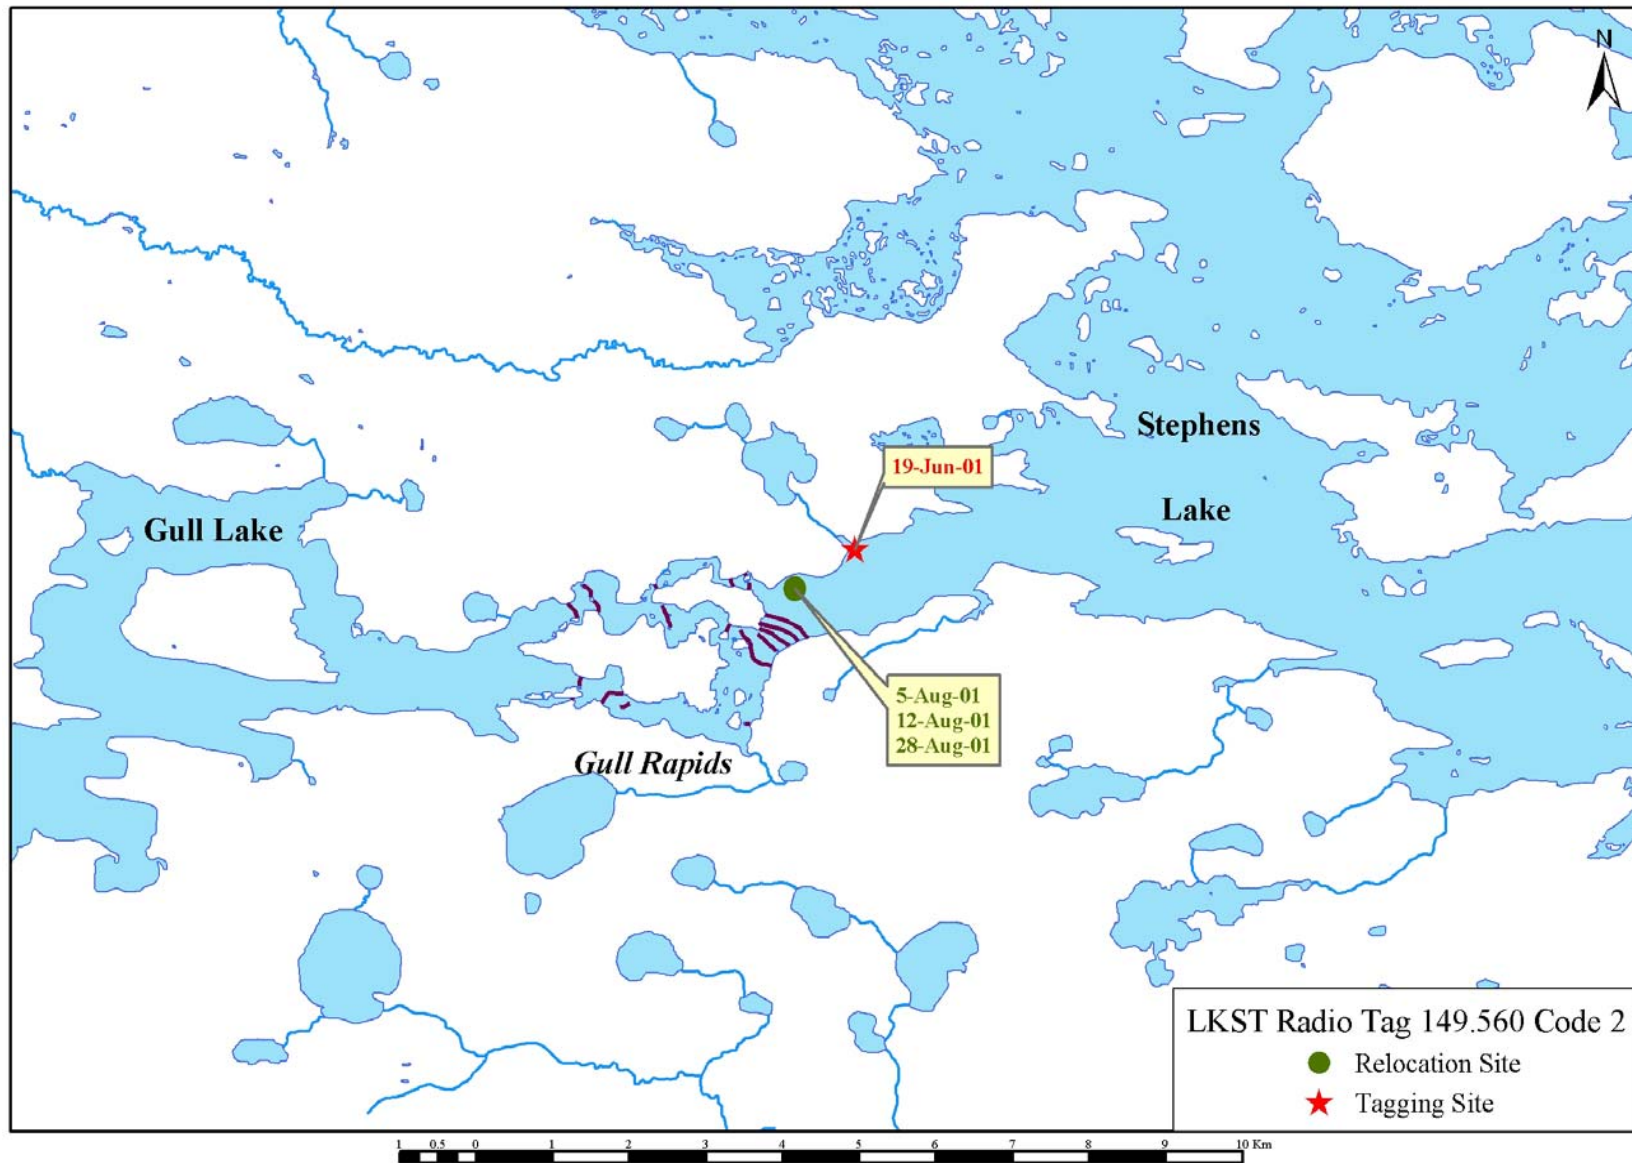 N
Stephens
19-Jun-01
Lake
Gull Lake
5-Aug-01
12-Aug-01
28-Aug-01
Gull Rapids
LKST Radio Tag 149.560 Code 2
Relocation Site
Tagging Site
1 0.5 0 1 2 3 4 5 6 7 8 9 10 Km